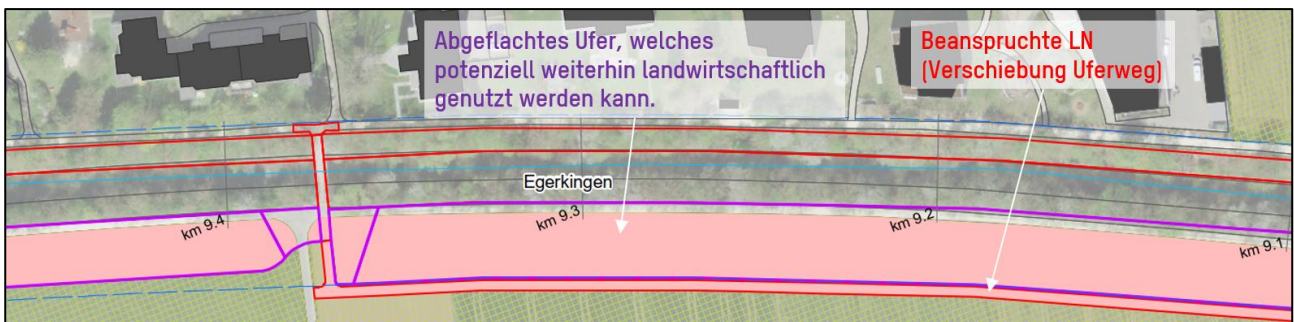 Abgeflachtes Ufer, welches
potenziell weiterhin landwirtschaftlich
genutzt werden kann.
Beanspruchte LN
(Verschiebung Uferweg)
Egerkingen
km 9.4
km 9.3
km 9.2
km 9.1